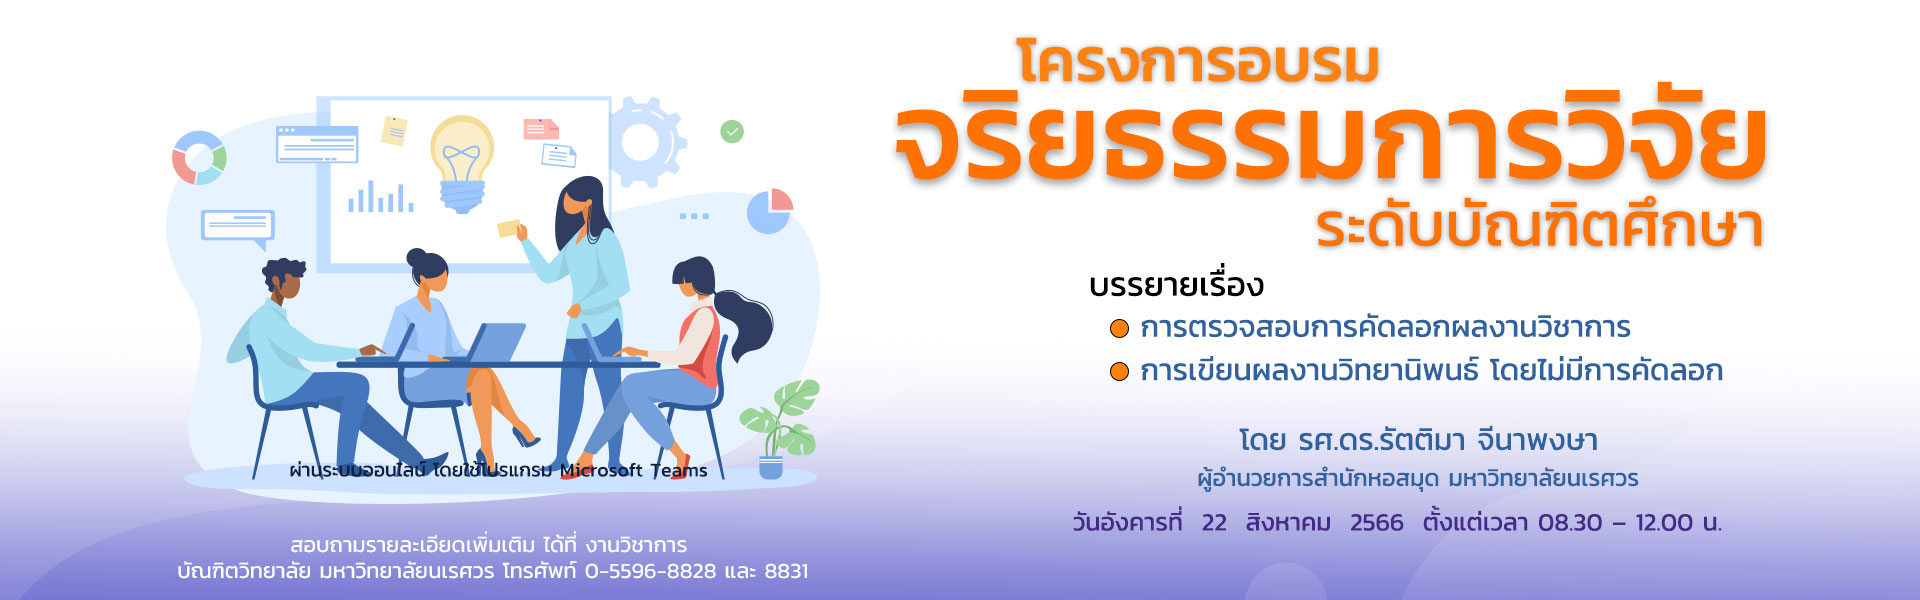 โครงการอบรม
จริยธรรมการวิจัย
ระดับบัณฑิตศึกษา
บรรยายเรื่อง
การตรวจสอบการคัดลอกผลงานวิชาการ
การเขียนผลงานวิทยานิพนธ์ โดยไม่มีการคัดลอก
โดย รศ.ดร.รัตติมา จีนาพงษา
ผู้อำนวยการสำนักหอสมุด มหาวิทยาลัยนเรศวร
วันอังคารที่ 22 สิงหาคม 2566 ตั้งแต่เวลา 08.30 – 12.00 น.
ผ่านระบบออนไลน์ โดยใช้โปรแกรม Microsoft Teams
สอบถามรายละเอียดเพิ่มเติม ได้ที่ งานวิชาการ
บัณฑิตวิทยาลัย มหาวิทยาลัยนเรศวร โทรศัพท์ 0-5596-8828 และ 8831